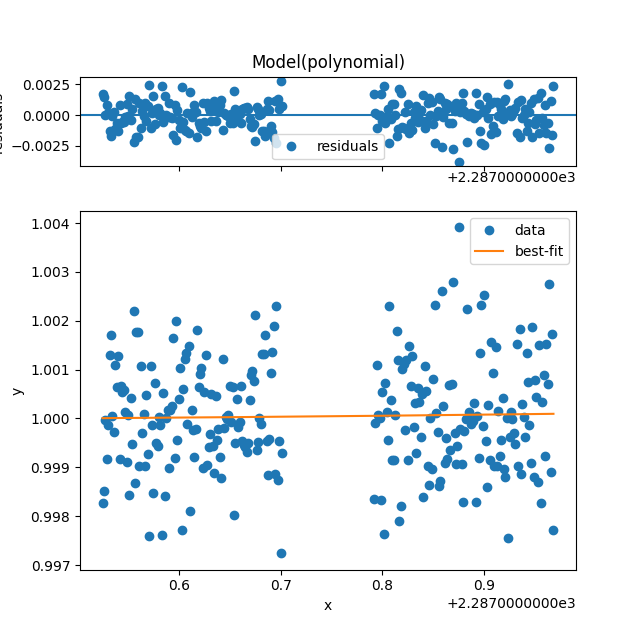 Model(polynomial)
0.0025
0.0000
−0.0025
residuals
+2.2870000000e3
1.004
1.003
1.002
1.001
1.000
0.999
0.998
0.997
y
data
best-fit
0.6
0.7
0.8
0.9
x
+2.2870000000e3